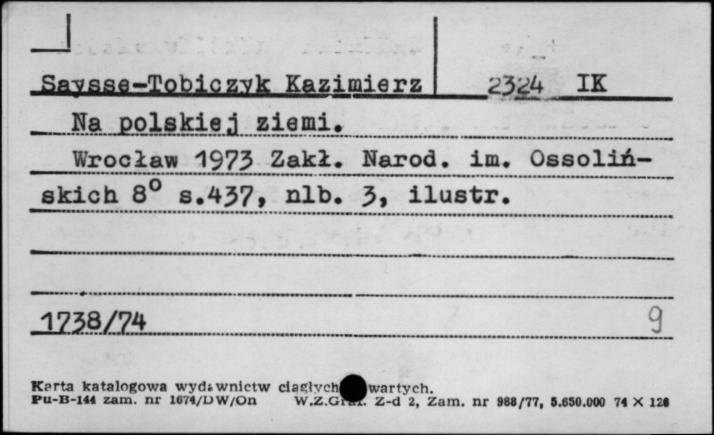 Saysse-Tobiczyk Kazimierz 2324 IK
Na polskiej ziemi.
Wrocław 1973 Zakł. Narod. im. Ossoliń-
skich 8° s.437, nlb. 3, ilustr.
1738/74 9
Karta katalogowa wydawnictw ciągłych wartych.
Pu-B-144 zam. nr 1674/DW/On W.Z.Graf. Z-d 2, Zam. nr 988/77, 5.650.000 74 × 128